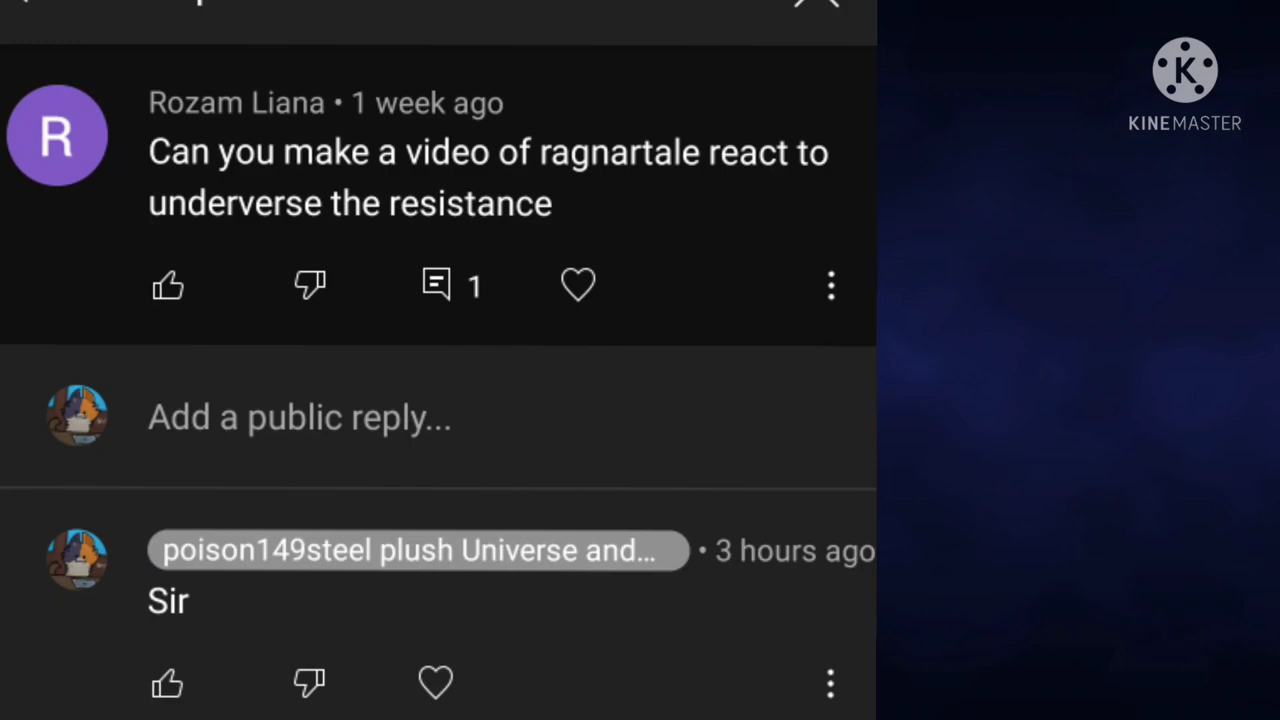 Rozam Liana • 1 week ago
Can you make a video of ragnartale react to
underverse the resistance
1
Add a public reply...
poison149steel plush Universe and... • 3 hours ago
Sir
R
K
KINEMASTER